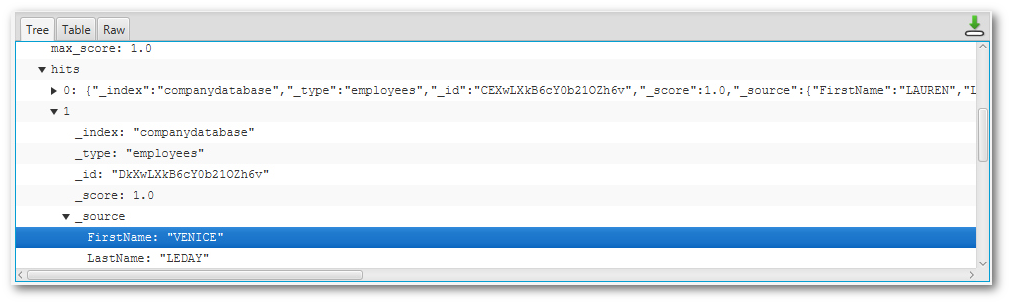 Tree Table Raw
max_score: 1.0
hits
0: {"_index":"companydatabase","_type":"employees","_id":"CEXwLXkB6cY0b21OZh6v","_score":1.0,"_source":{"FirstName":"LAUREN","L
1
_index: "companydatabase"
_type: "employees"
_id: "DkXwLXkB6cY0b21OZh6v"
_score: 1.0
_source
FirstName: "VENICE"
LastName: "LEDAY"